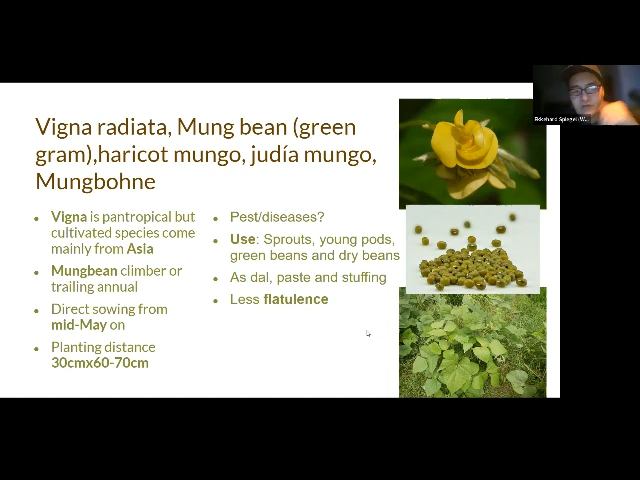 Vigna radiata, Mung bean (green
gram),haricot mungo, judía mungo,
Mungbohne
Vigna is pantropical but
cultivated species come
mainly from Asia
Mungbean climber or
trailing annual
Direct sowing from
mid-May on
Planting distance
30cmx60-70cm
Pest/diseases?
Use: Sprouts, young pods,
green beans and dry beans
As dal, paste and stuffing
Less flatulence
Ekkehard Spiegel (W...